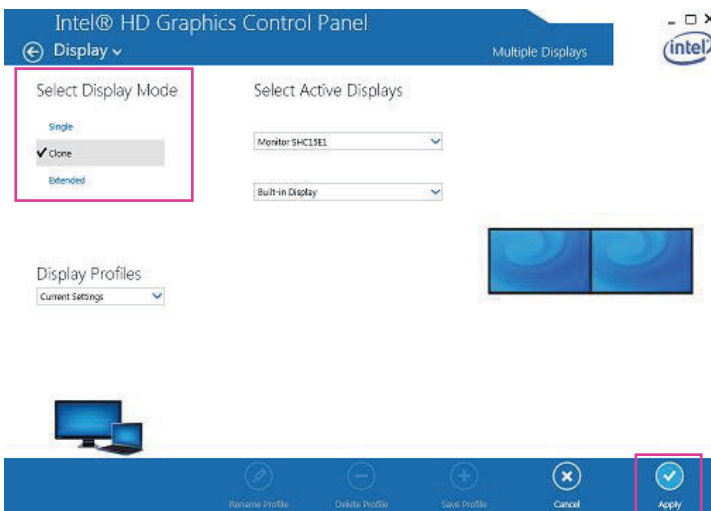 Intel® HD Graphics Control Panel
Display
Multiple Displays
intel
Select Display Mode
Single
Clone
Extended
Select Active Displays
Monitor SHC15E1
Built-in Display
Display Profiles
Current Settings
Rename Profile
Delete Profile
Save Profile
Cancel
Apply